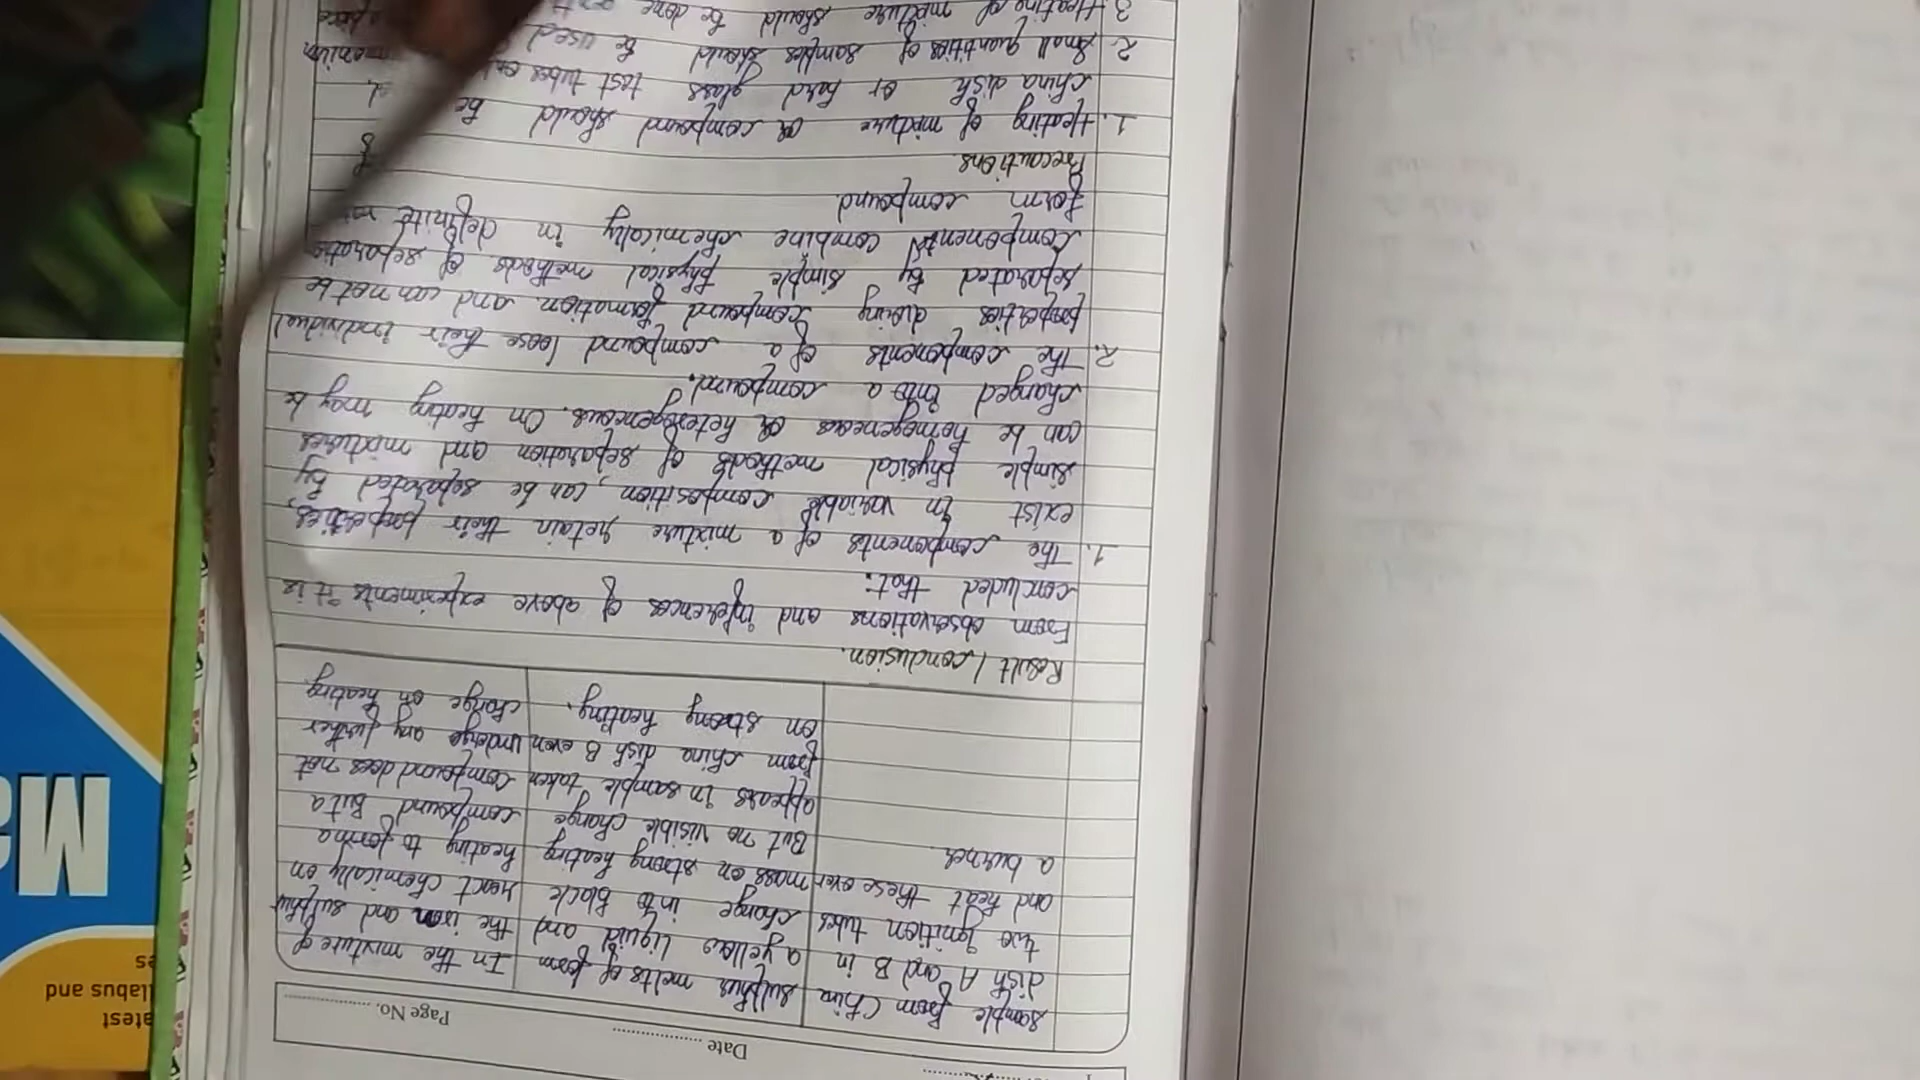 Date ............
Page No. ............
sample from China
dish A and B in
two ignition tubes
and heat these over
a burner.
sulphur melts of form
a yellow liquid and
change into black
mass on strong heating
But no visible change
appears in sample taken
from china dish B even
on strong heating.
In the mixture of
the iron and sulphur
react chemically on
heating to form a
compound But a
compound does not
undergo any further
change on heating.
Result / conclusion.
From observations and inferences of above experiments it is
concluded that:
1. The components of a mixture retain their properties,
exist in variable composition, can be separated by
simple physical methods of separation and mixtures
can be homogeneous or heterogeneous. On heating may be
changed into a compound.
2. The components of a compound loose their individual
properties during compound formation and can not be
separated by simple physical methods of separation
components combine chemically in definite
form compound.
Precautions
1. Heating of mixture or compound should be
china dish or hard glass test tubes
2. Small quantities of samples should be used
3. Heating of mixture should be done
Ma
atest
llabus and
es